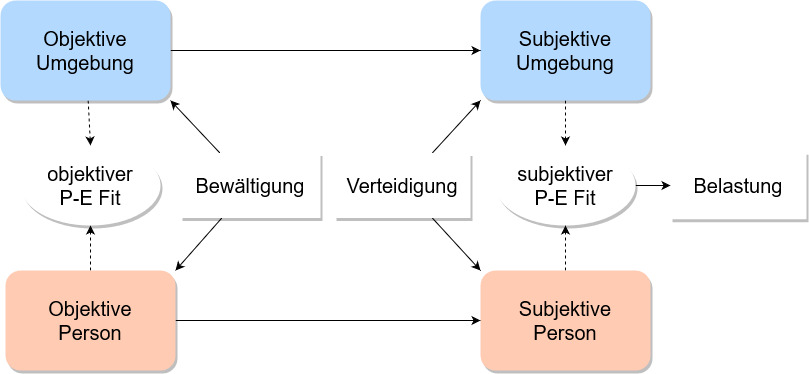 Objektive
Umgebung
Subjektive
Umgebung
objektiver
P-E Fit
Bewältigung
Verteidigung
subjektiver
P-E Fit
Belastung
Objektive
Person
Subjektive
Person